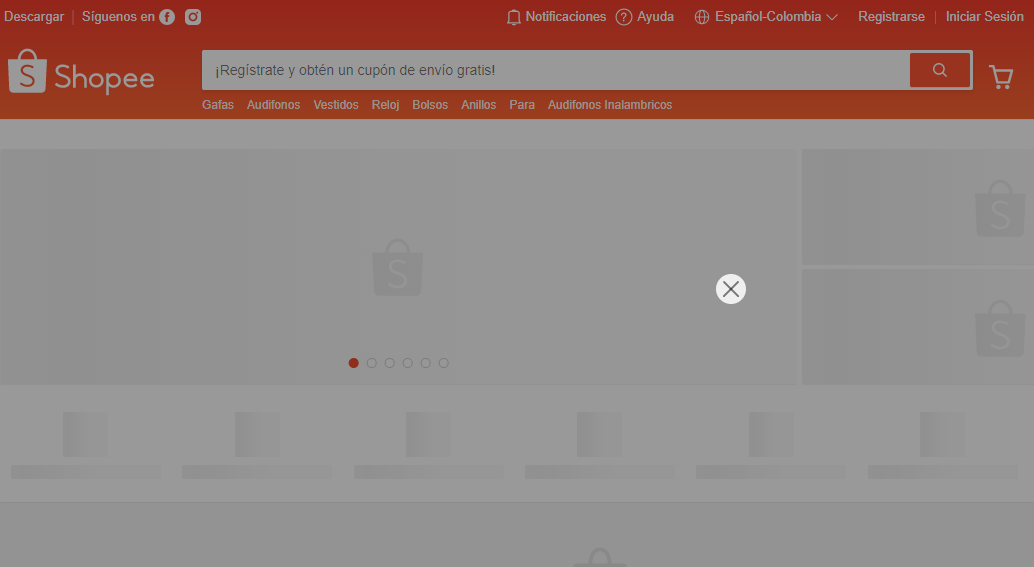 Descargar Síguenos en Notificaciones Ayuda Español-Colombia Registrarse Iniciar Sesión
Shopee ¡Regístrate y obtén un cupón de envío gratis!
Gafas Audifonos Vestidos Reloj Bolsos Anillos Para Audifonos Inalambricos